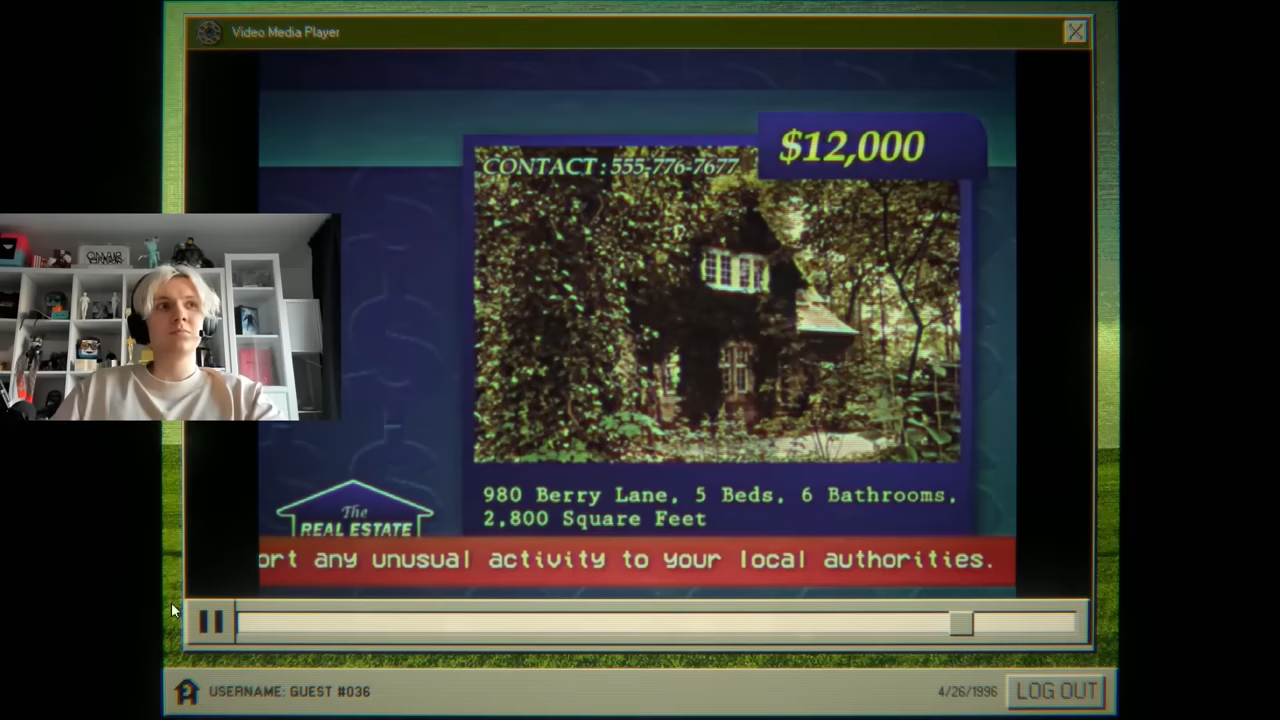 Video Media Player
$12,000
CONTACT : 555-776-7677
980 Berry Lane, 5 Beds, 6 Bathrooms,
2,800 Square Feet
The
REAL ESTATE
ort any unusual activity to your local authorities.
USERNAME: GUEST #036
4/26/1996
LOG OUT